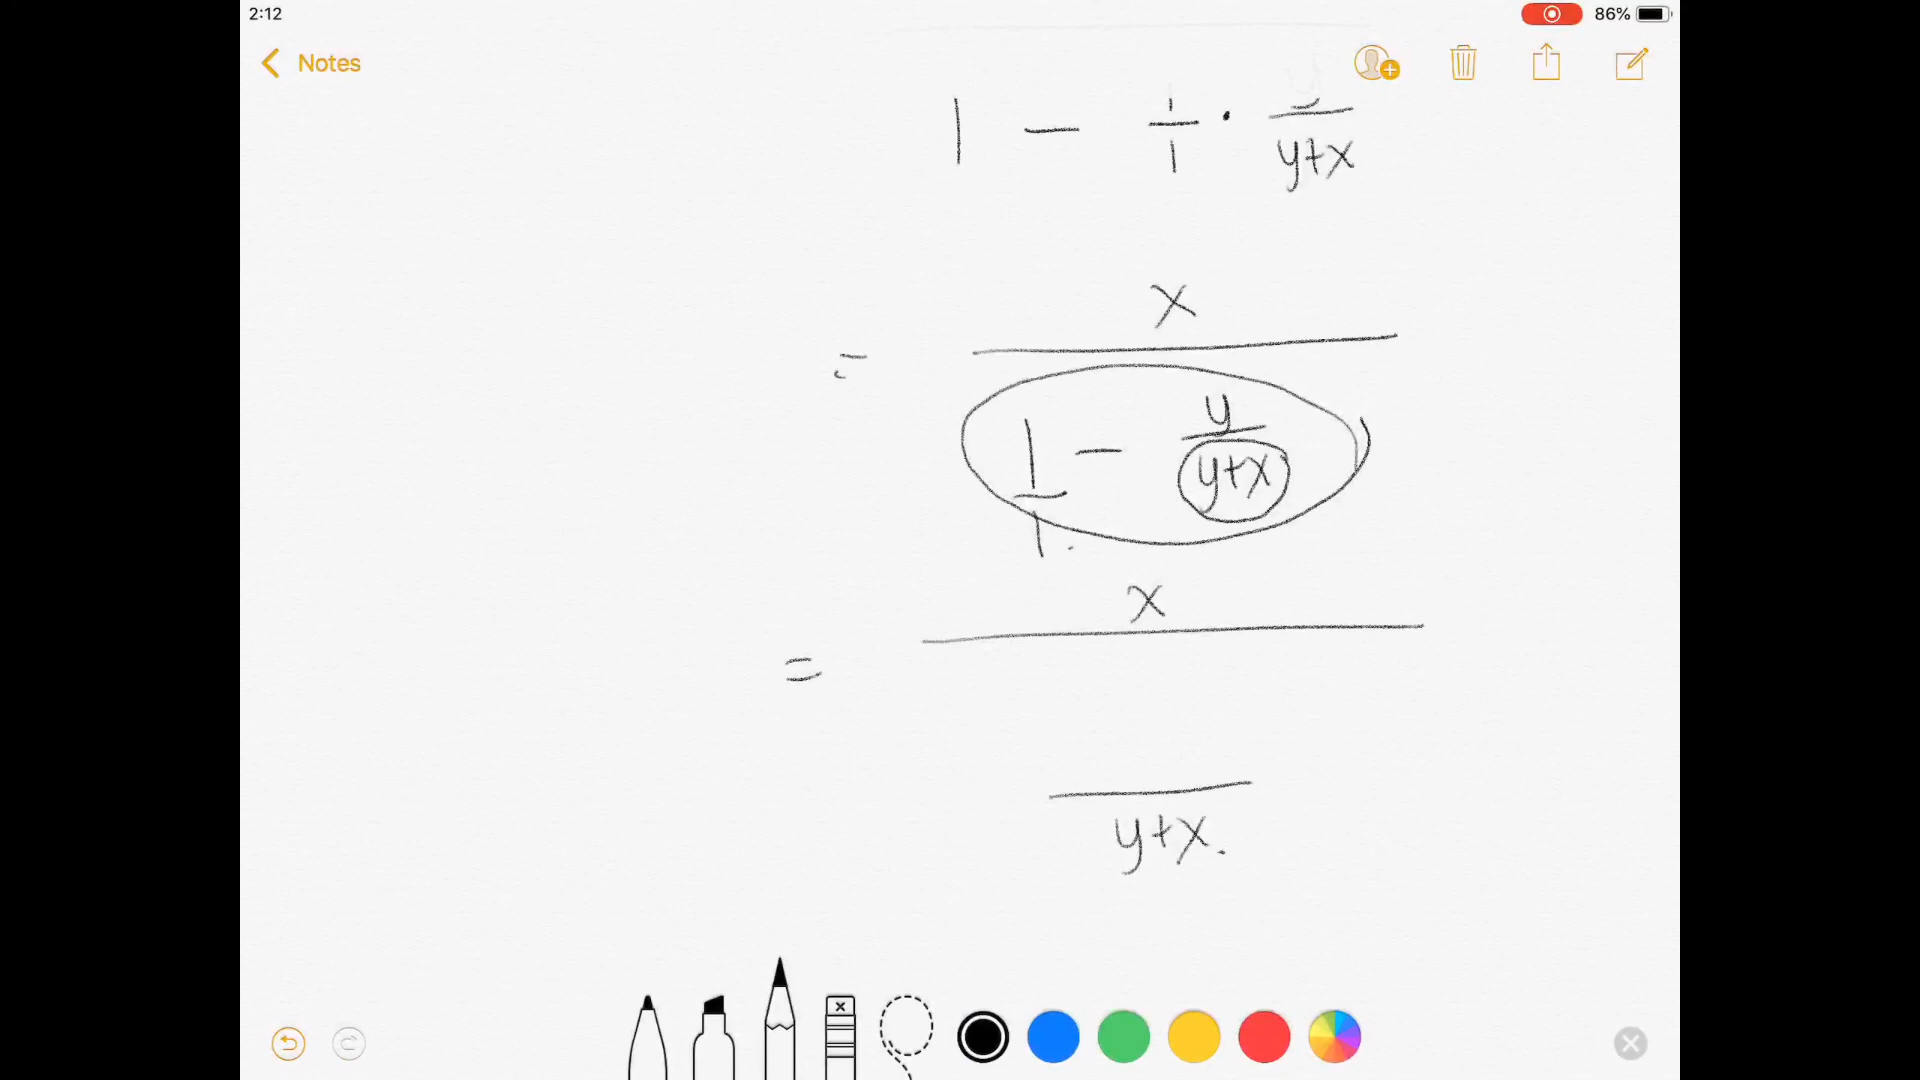 2:12 86%
Notes
1 - 1/1 · y/y+x
= x
1/1 - y/y+x
= x
y+x.